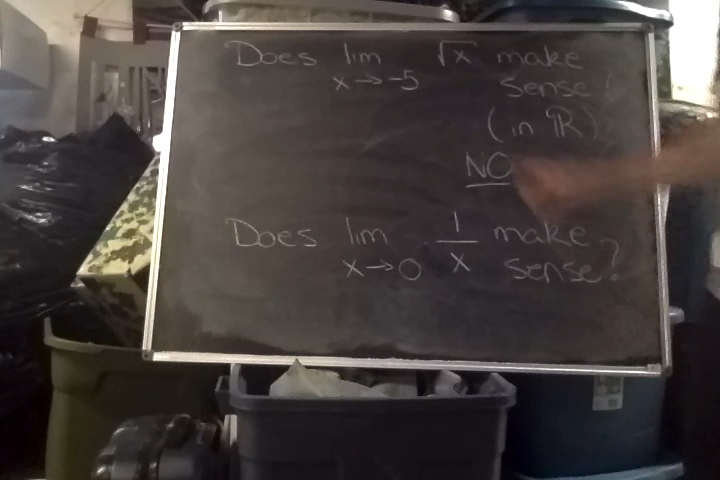 Does lim √x make
x→-5 sense?
(in ℝ)
NO
Does lim 1/x make
x→0 sense?